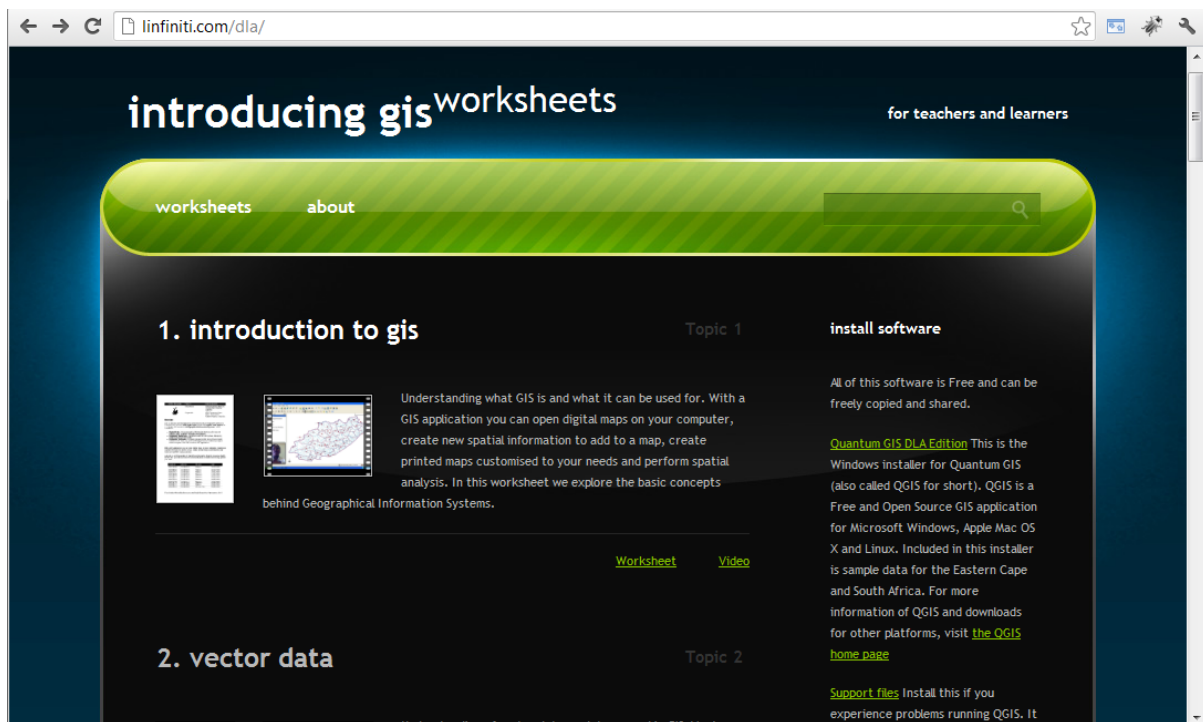 linfiniti.com/dla/
introducing gis worksheets
for teachers and learners
worksheets about
1. introduction to gis
Topic 1
Understanding what GIS is and what it can be used for. With a
GIS application you can open digital maps on your computer,
create new spatial information to add to a map, create
printed maps customised to your needs and perform spatial
analysis. In this worksheet we explore the basic concepts
behind Geographical Information Systems.
Worksheet Video
2. vector data
Topic 2
install software
All of this software is Free and can be
freely copied and shared.
Quantum GIS DLA Edition This is the
Windows installer for Quantum GIS
(also called QGIS for short). QGIS is a
Free and Open Source GIS application
for Microsoft Windows, Apple Mac OS
X and Linux. Included in this installer
is sample data for the Eastern Cape
and South Africa. For more
information of QGIS and downloads
for other platforms, visit the QGIS
home page
Support files Install this if you
experience problems running QGIS. It